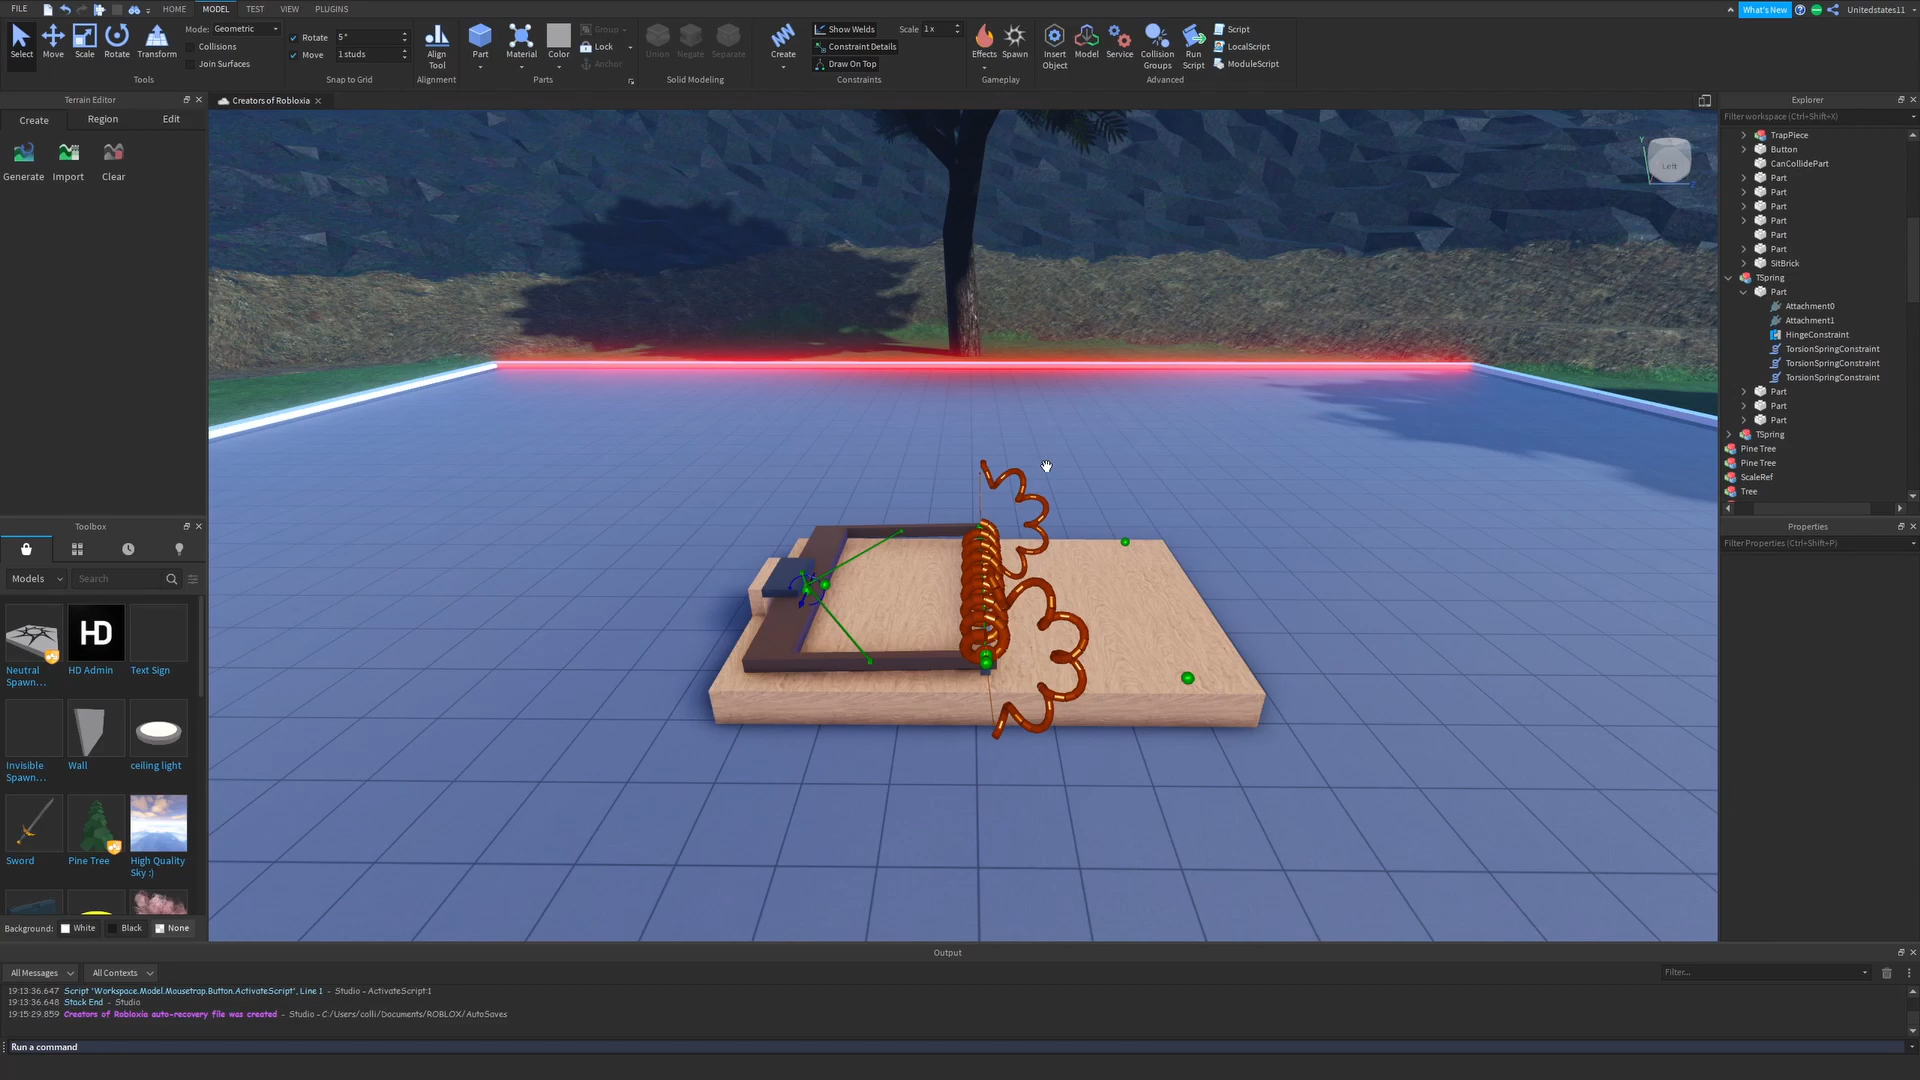 FILE
HOME
MODEL
TEST
VIEW
PLUGINS
What's New
Unitedstates11
Select
Move
Scale
Rotate
Transform
Mode: Geometric
Collisions
Join Surfaces
Tools
Rotate 5°
Move 1 studs
Snap to Grid
Align Tool
Alignment
Part
Material
Color
Group
Lock
Anchor
Parts
Union
Negate
Separate
Solid Modeling
Create
Show Welds
Constraint Details
Draw On Top
Scale 1x
Constraints
Effects
Spawn
Gameplay
Insert Object
Model
Service
Collision Groups
Run Script
Script
LocalScript
ModuleScript
Advanced
Terrain Editor
Create
Region
Edit
Generate
Import
Clear
Creators of Robloxia
Left
Explorer
Filter workspace (Ctrl+Shift+X)
TrapPiece
Button
CanCollidePart
Part
Part
Part
Part
Part
Part
SitBrick
TSpring
Part
Attachment0
Attachment1
HingeConstraint
TorsionSpringConstraint
TorsionSpringConstraint
TorsionSpringConstraint
Part
Part
Part
TSpring
Pine Tree
Pine Tree
ScaleRef
Tree
Properties
Filter Properties (Ctrl+Shift+P)
Toolbox
Models
Search
HD
Neutral Spawn...
HD Admin
Text Sign
Invisible Spawn...
Wall
ceiling light
Sword
Pine Tree
High Quality Sky :)
Background:
White
Black
None
Output
All Messages
All Contexts
Filter...
19:13:36.647 Script 'Workspace.Model.Mousetrap.Button.ActivateScript', Line 1 - Studio - ActivateScript:1
19:13:36.648 Stack End - Studio
19:15:29.859 Creators of Robloxia auto-recovery file was created - Studio - C:/Users/colli/Documents/ROBLOX/AutoSaves
Run a command